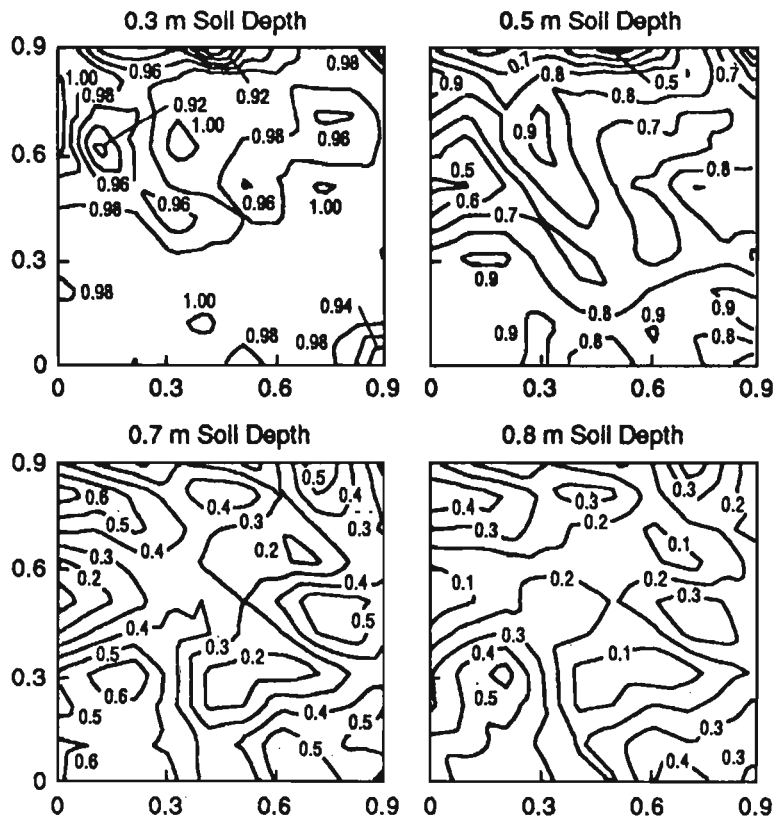 0.3 m Soil Depth
0.9
0.6
0.3
0
0 0.3 0.6 0.9
1.00 0.96 0.98
0.98 0.92 0.92
1.00
0.98 0.96
0.96
0.98 0.96 0.96 1.00
0.98 1.00 0.94
0.98 0.98
0.5 m Soil Depth
0 0.3 0.6 0.9
0.9 0.7 0.8 0.5 0.7
0.8
0.9 0.7
0.5 0.8
0.6
0.7
0.9
0.8 0.9 0.9
0.9 0.8 0.8
0.7 m Soil Depth
0.9
0.6
0.3
0
0 0.3 0.6 0.9
0.6 0.4 0.5 0.4
0.5 0.3 0.3
0.3 0.4 0.2
0.2 0.4
0.4 0.5
0.5 0.3 0.2
0.6
0.5 0.4 0.5
0.6 0.5
0.8 m Soil Depth
0 0.3 0.6 0.9
0.4 0.3 0.3 0.2
0.3 0.2
0.1
0.1 0.2 0.2
0.3
0.3
0.4 0.1
0.5
0.3
0.4 0.3